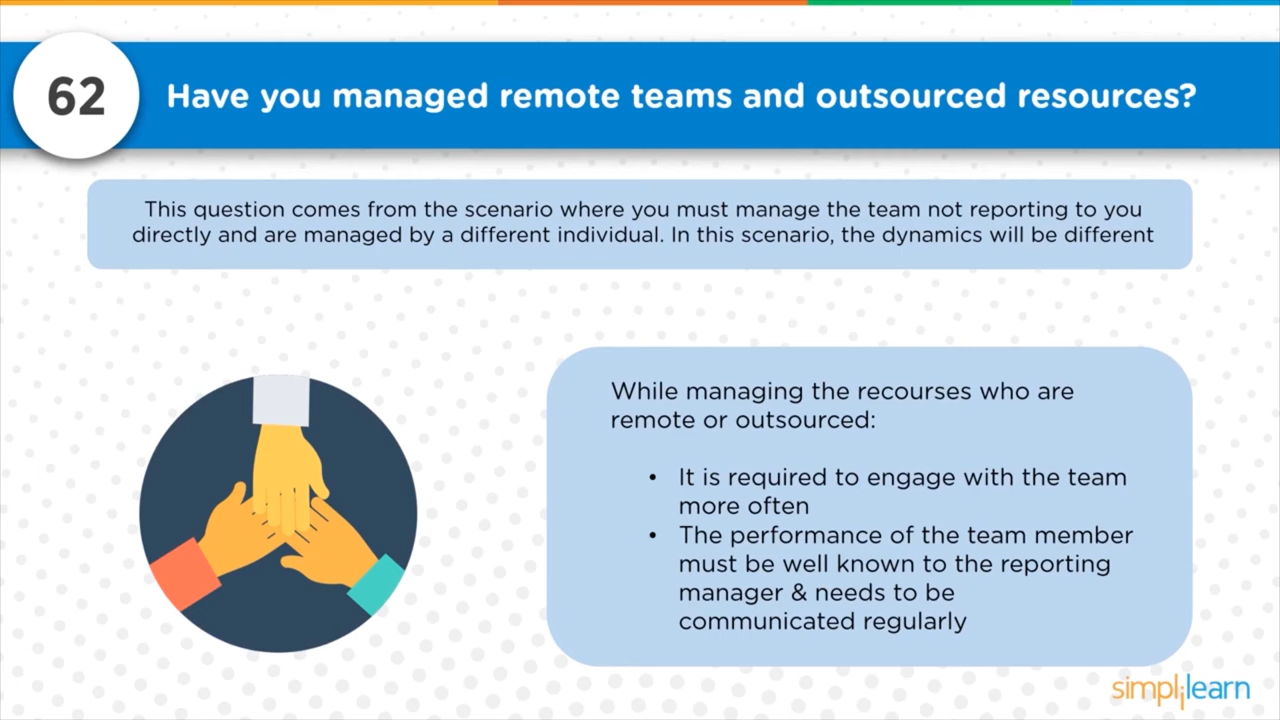 62
Have you managed remote teams and outsourced resources?
This question comes from the scenario where you must manage the team not reporting to you
directly and are managed by a different individual. In this scenario, the dynamics will be different
While managing the recourses who are
remote or outsourced:
• It is required to engage with the team
more often
• The performance of the team member
must be well known to the reporting
manager & needs to be
communicated regularly
simplilearn